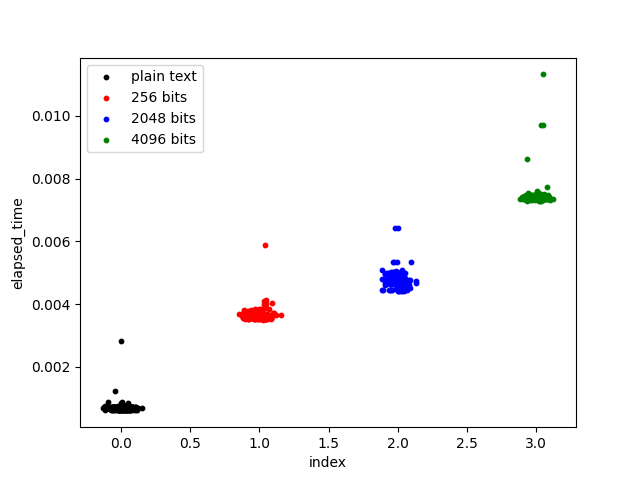 plain text
256 bits
2048 bits
4096 bits
0.010
0.008
0.006
0.004
0.002
elapsed_time
0.0 0.5 1.0 1.5 2.0 2.5 3.0
index